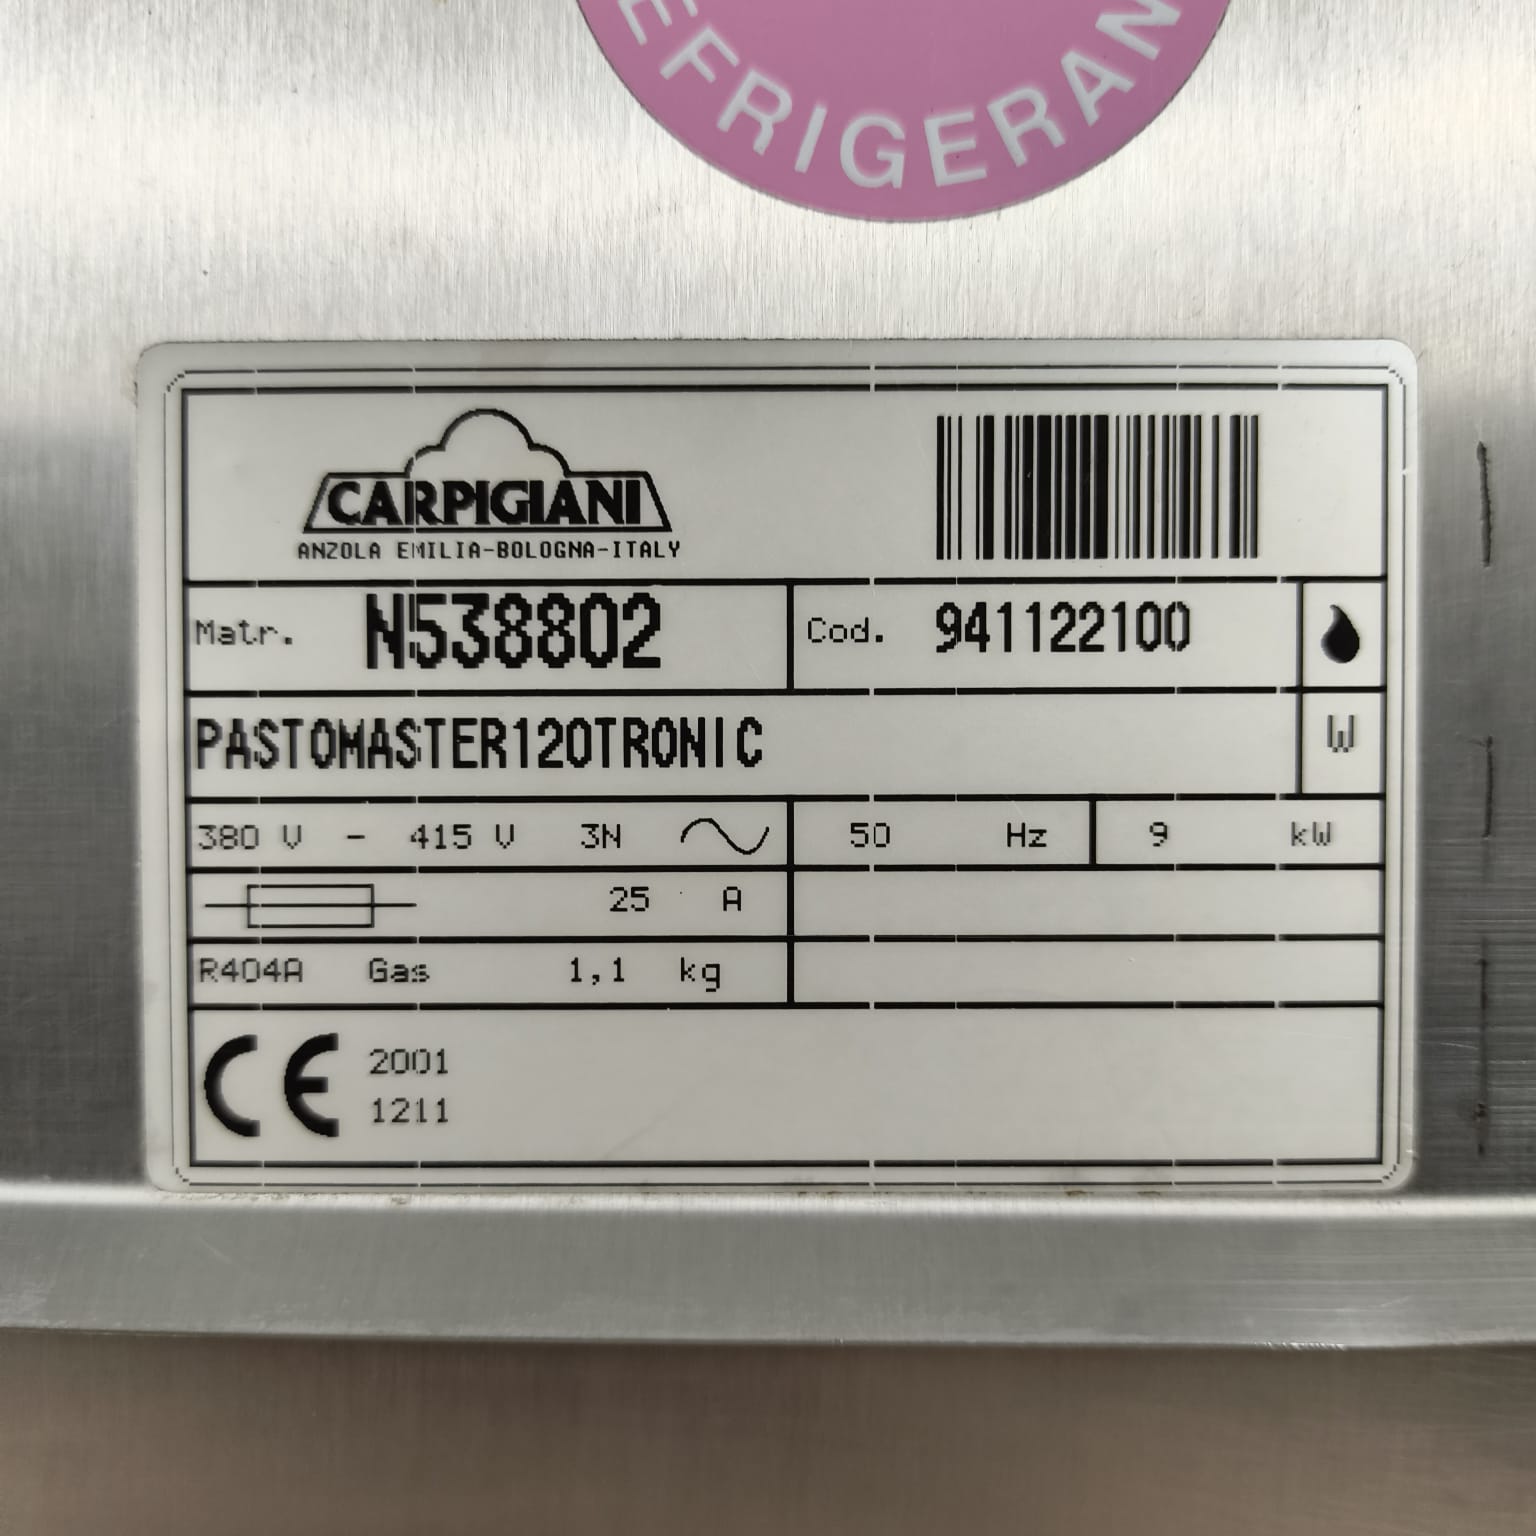 EFRIGERAN
CARPIGIANI
ANZOLA EMILIA-BOLOGNA-ITALY
Matr. N538802 Cod. 941122100
PASTOMASTER120TRONIC W
380 V - 415 V 3N 50 Hz 9 kW
25 A
R404A Gas 1,1 kg
CE 2001
1211